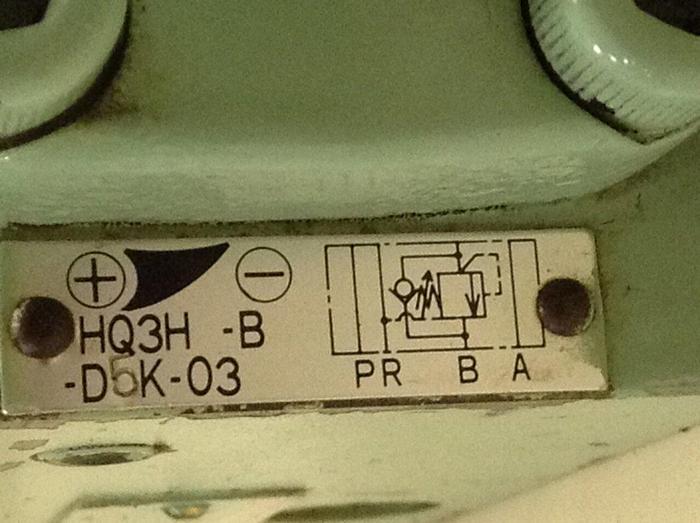 + -
HQ3H -B
-D5K-03
PR B A